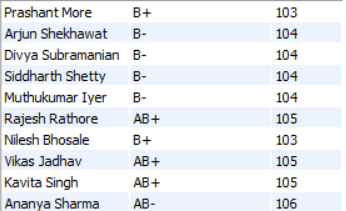 Prashant More B+ 103
Arjun Shekhawat B- 104
Divya Subramanian B- 104
Siddharth Shetty B- 104
Muthukumar Iyer B- 104
Rajesh Rathore AB+ 105
Nilesh Bhosale B+ 103
Vikas Jadhav AB+ 105
Kavita Singh AB+ 105
Ananya Sharma AB- 106